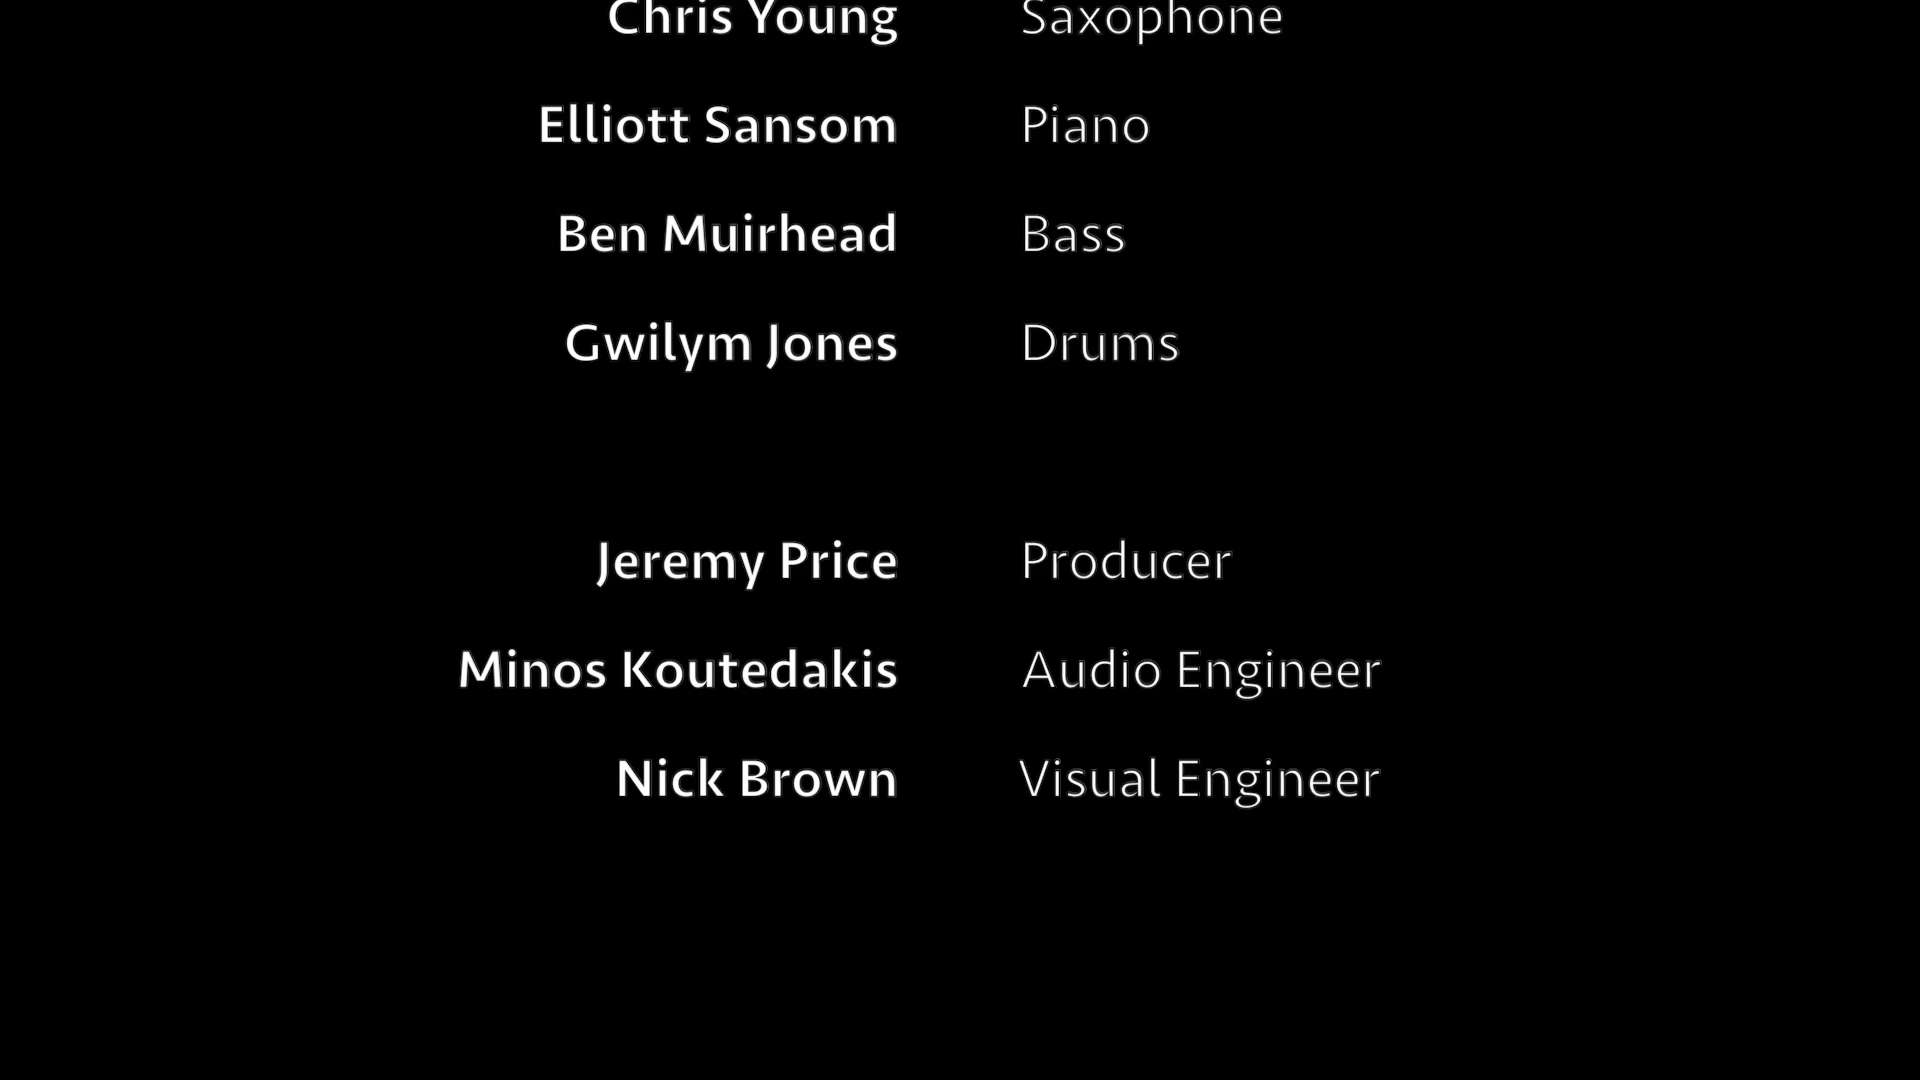 Chris Young Saxophone
Elliott Sansom Piano
Ben Muirhead Bass
Gwilym Jones Drums
Jeremy Price Producer
Minos Koutedakis Audio Engineer
Nick Brown Visual Engineer